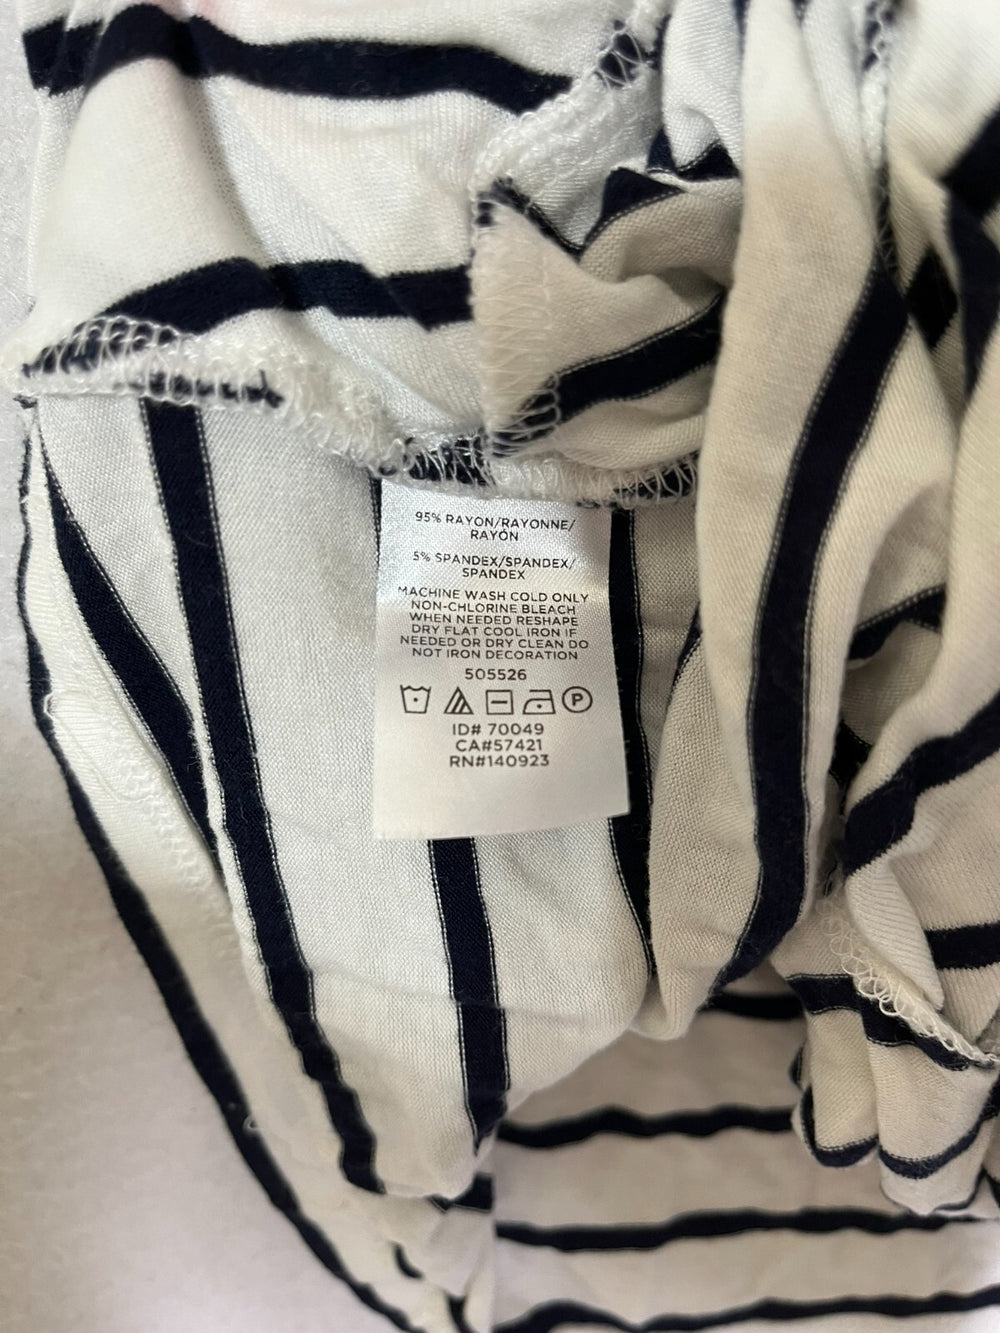 95% RAYON/RAYONNE/
RAYÓN
5% SPANDEX/SPANDEX/
SPANDEX
MACHINE WASH COLD ONLY
NON-CHLORINE BLEACH
WHEN NEEDED RESHAPE
DRY FLAT COOL IRON IF
NEEDED OR DRY CLEAN DO
NOT IRON DECORATION
505526
P
ID# 70049
CA#57421
RN#140923